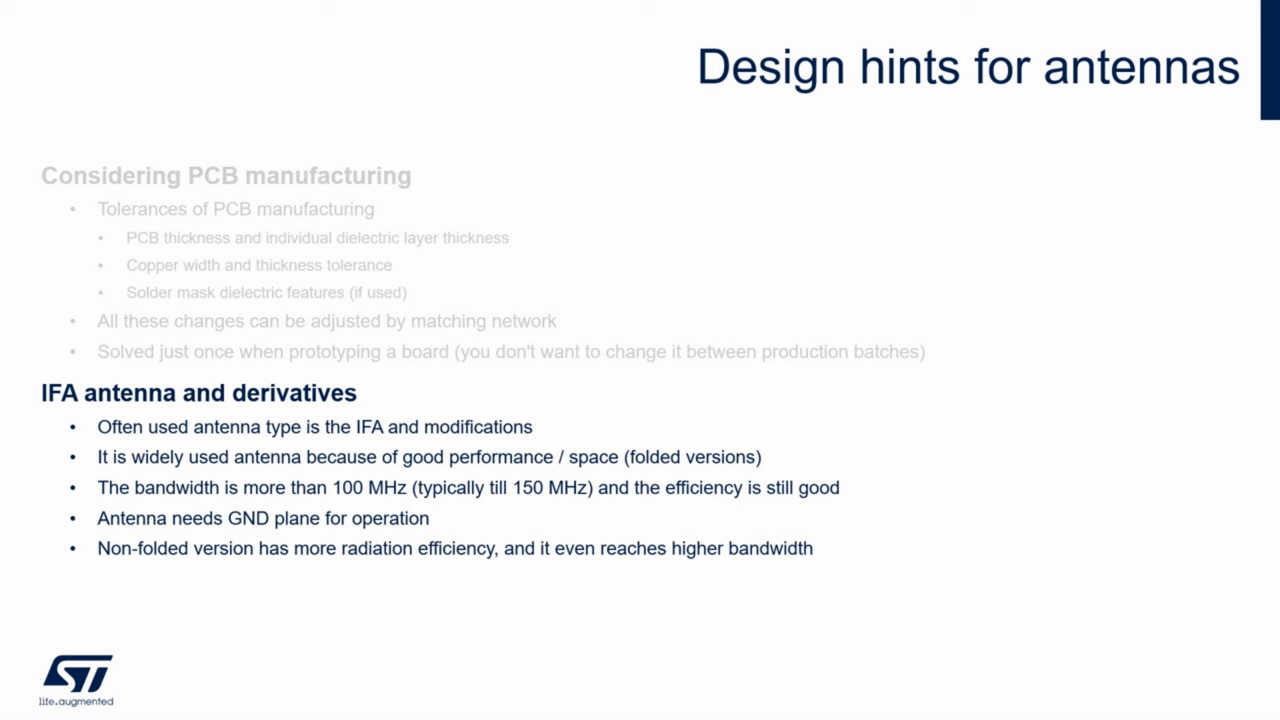 Design hints for antennas
Considering PCB manufacturing
• Tolerances of PCB manufacturing
• PCB thickness and individual dielectric layer thickness
• Copper width and thickness tolerance
• Solder mask dielectric features (if used)
• All these changes can be adjusted by matching network
• Solved just once when prototyping a board (you don't want to change it between production batches)
IFA antenna and derivatives
• Often used antenna type is the IFA and modifications
• It is widely used antenna because of good performance / space (folded versions)
• The bandwidth is more than 100 MHz (typically till 150 MHz) and the efficiency is still good
• Antenna needs GND plane for operation
• Non-folded version has more radiation efficiency, and it even reaches higher bandwidth
ST
life.augmented